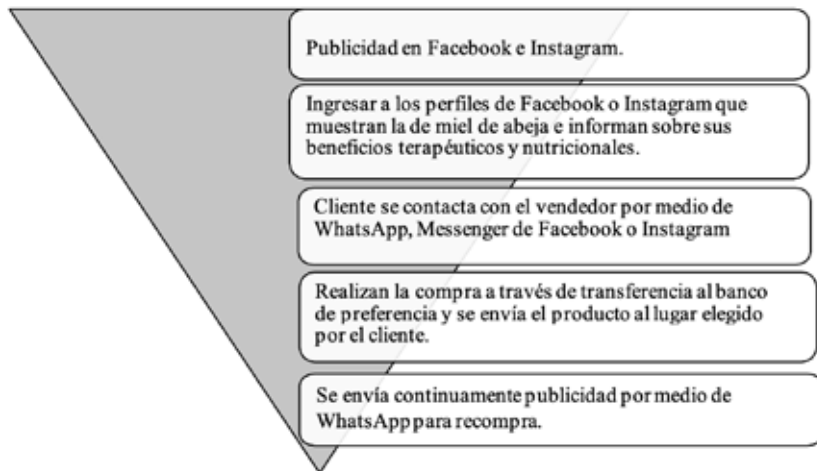 Publicidad en Facebook e Instagram.
Ingresar a los perfiles de Facebook o Instagram que
muestran la de miel de abeja e informan sobre sus
beneficios terapéuticos y nutricionales.
Cliente se contacta con el vendedor por medio de
WhatsApp, Messenger de Facebook o Instagram
Realizan la compra a través de transferencia al banco
de preferencia y se envía el producto al lugar elegido
por el cliente.
Se envía continuamente publicidad por medio de
WhatsApp para recompra.